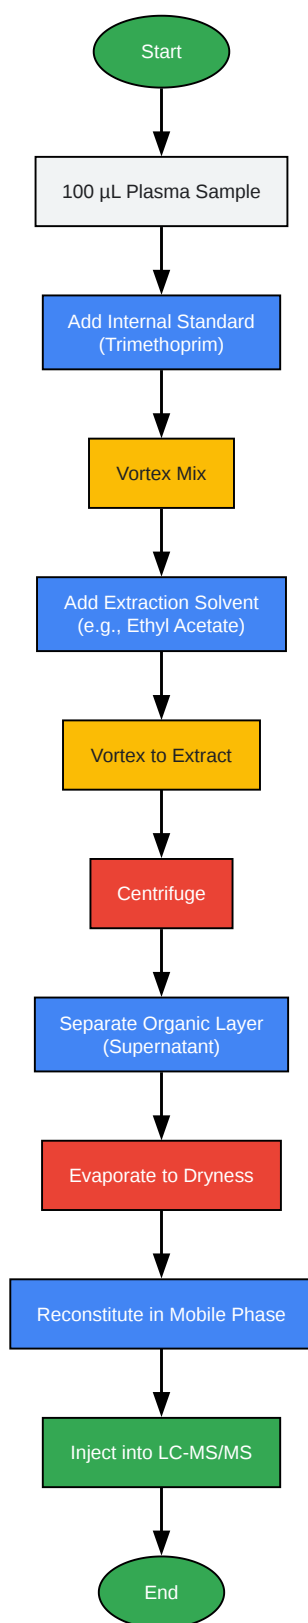 Start
100 µL Plasma Sample
Add Internal Standard
(Trimethoprim)
Vortex Mix
Add Extraction Solvent
(e.g., Ethyl Acetate)
Vortex to Extract
Centrifuge
Separate Organic Layer
(Supernatant)
Evaporate to Dryness
Reconstitute in Mobile Phase
Inject into LC-MS/MS
End